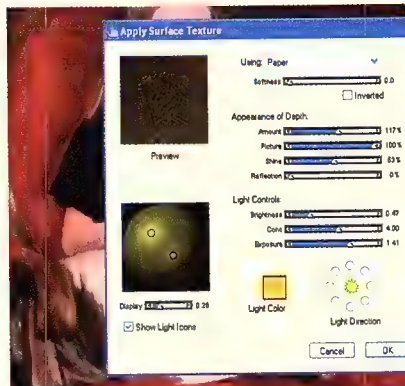 Apply Surface Texture
Using: Paper
Softness 0.0
Inverted
Appearance of Depth:
Amount 117%
Picture 100%
Shine 63%
Reflection 0%
Preview
Light Controls:
Brightness 0.47
Conc 4.00
Exposure 1.41
Display 0.26
Show Light Icons
Light Color
Light Direction
Cancel OK